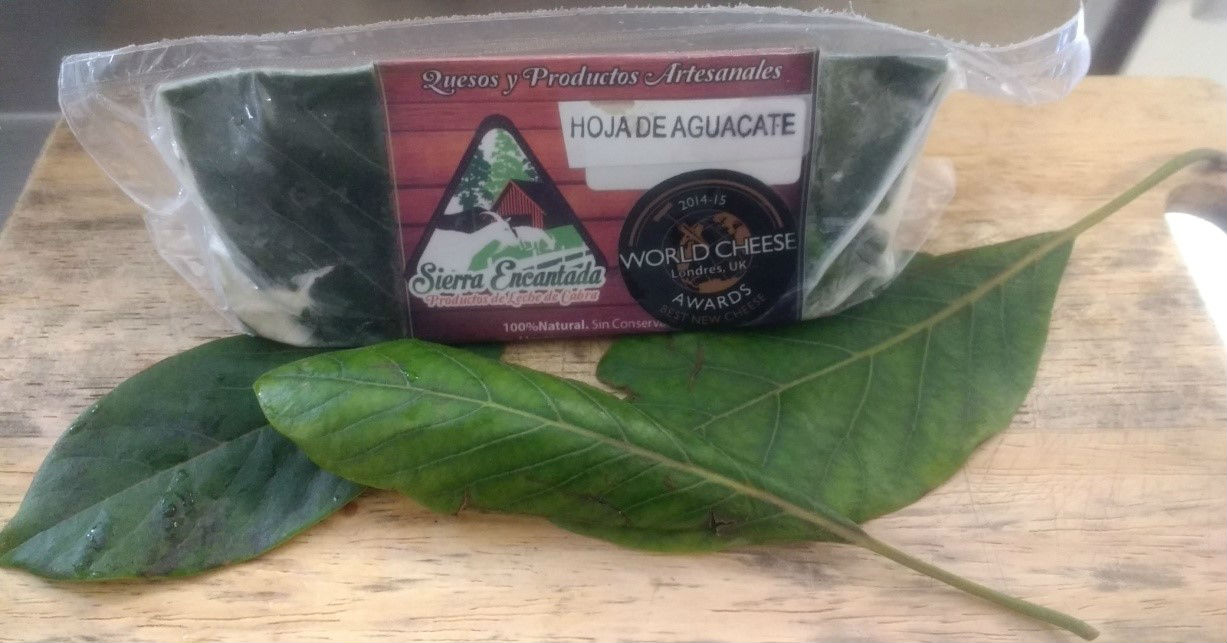 Quesos y Productos Artesanales
HOJA DE AGUACATE
2014-15
WORLD CHEESE
Londres, UK
AWARDS
BEST NEW CHEESE
Sierra Encantada
Productos de Leche de Cabra
100%Natural. Sin Conserva